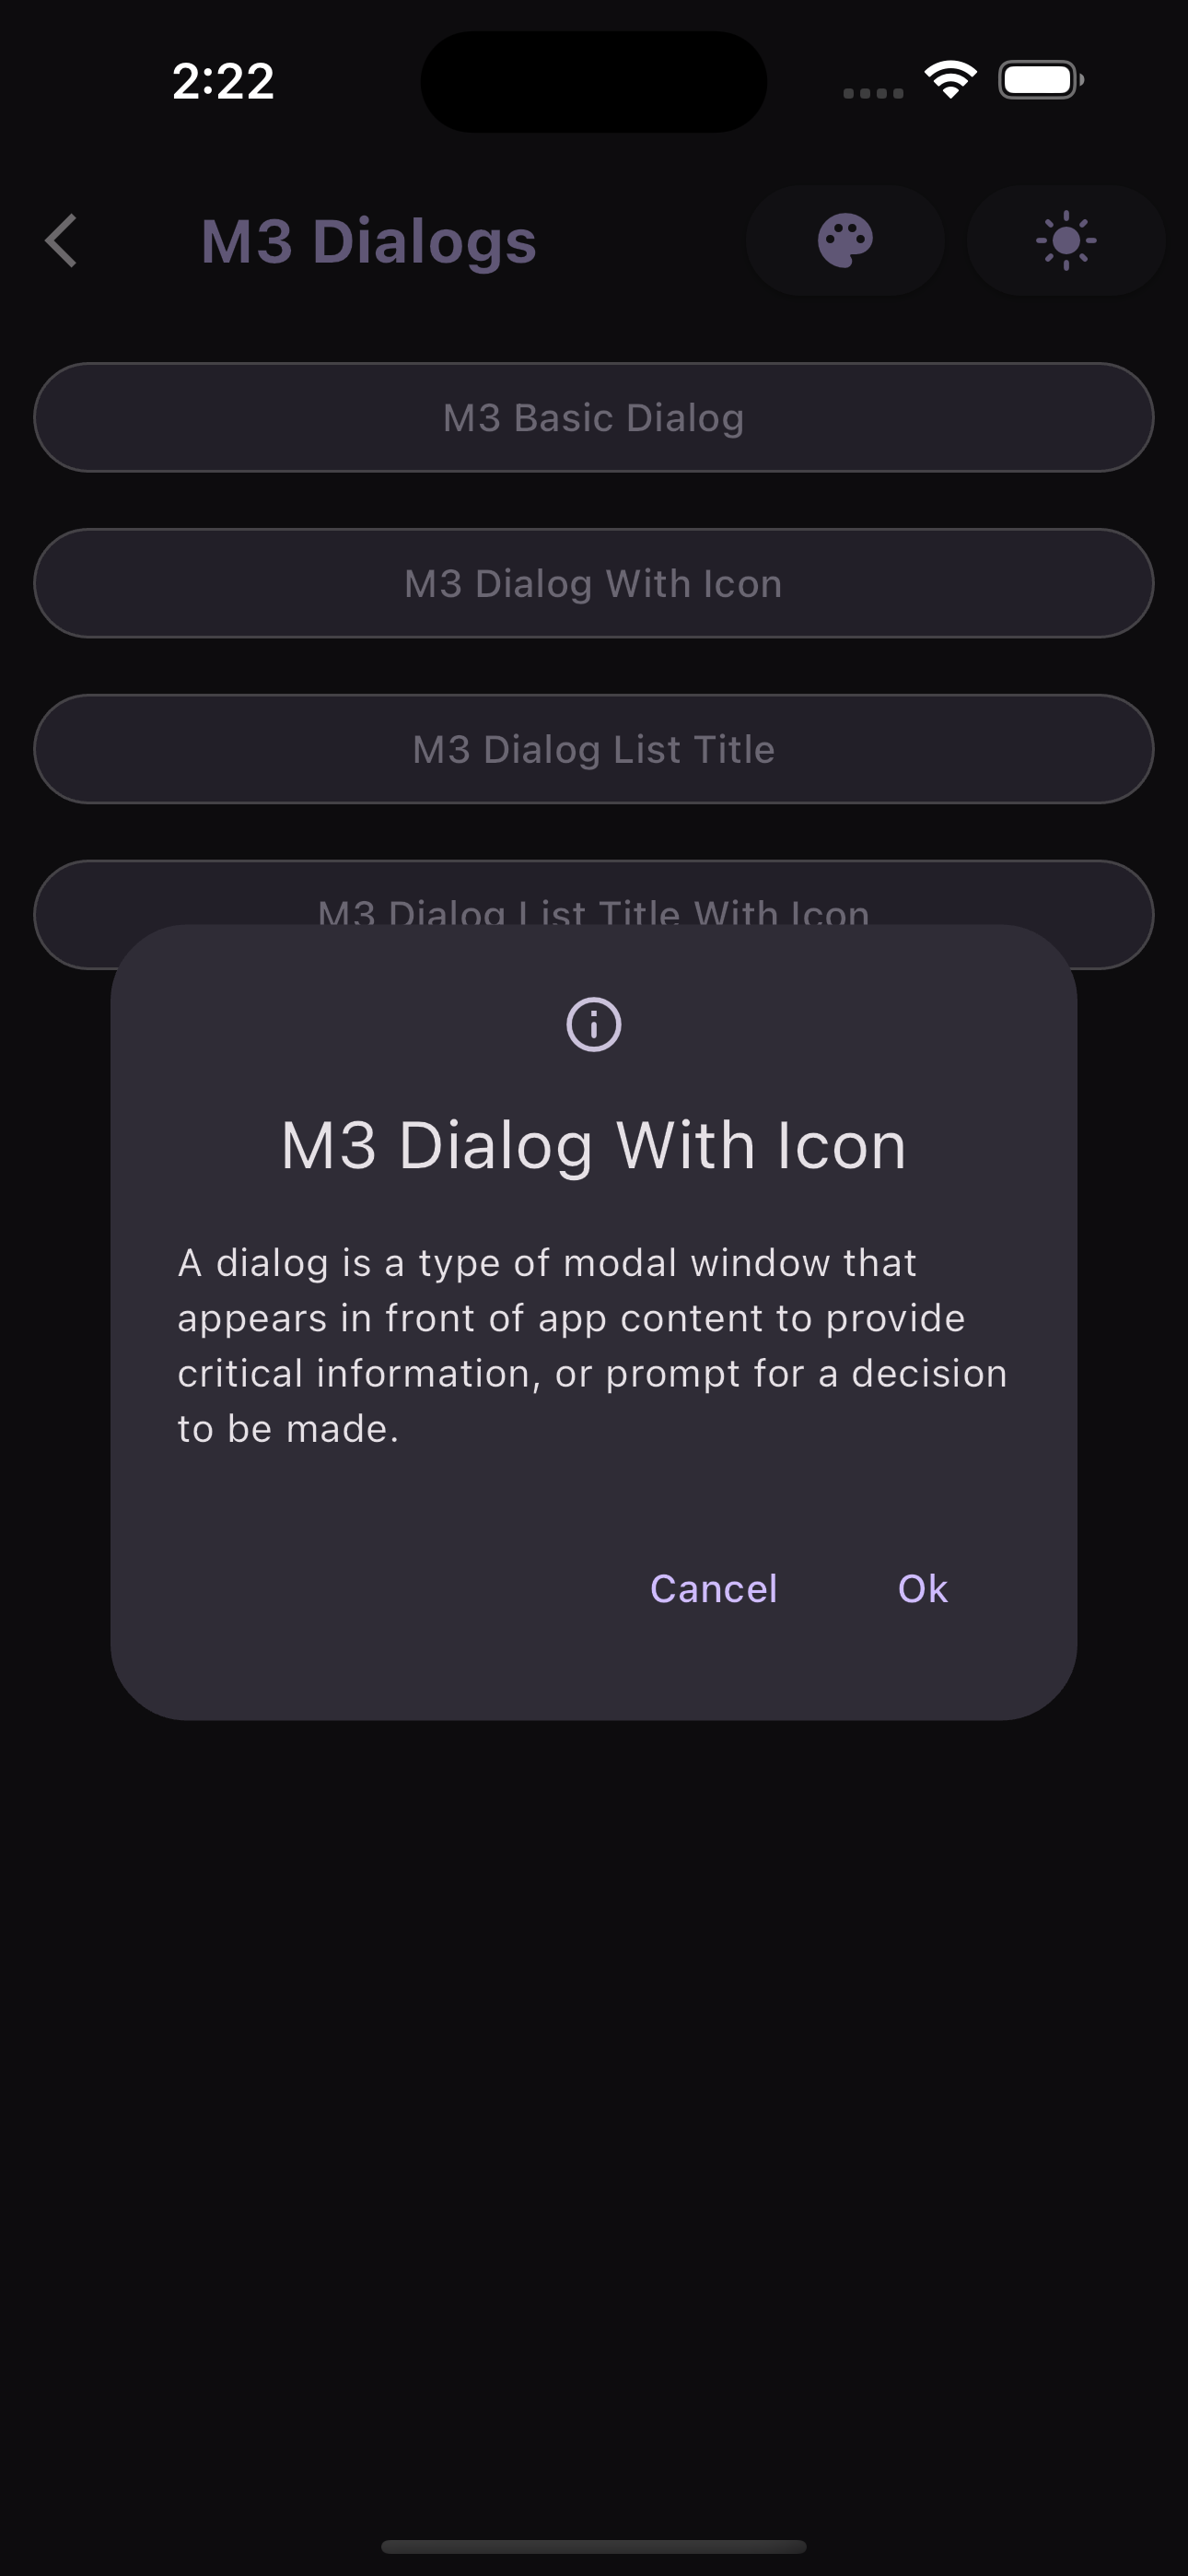 2:22
M3 Dialogs
M3 Basic Dialog
M3 Dialog With Icon
M3 Dialog List Title
M3 Dialog List Title With Icon
M3 Dialog With Icon
A dialog is a type of modal window that
appears in front of app content to provide
critical information, or prompt for a decision
to be made.
Cancel Ok